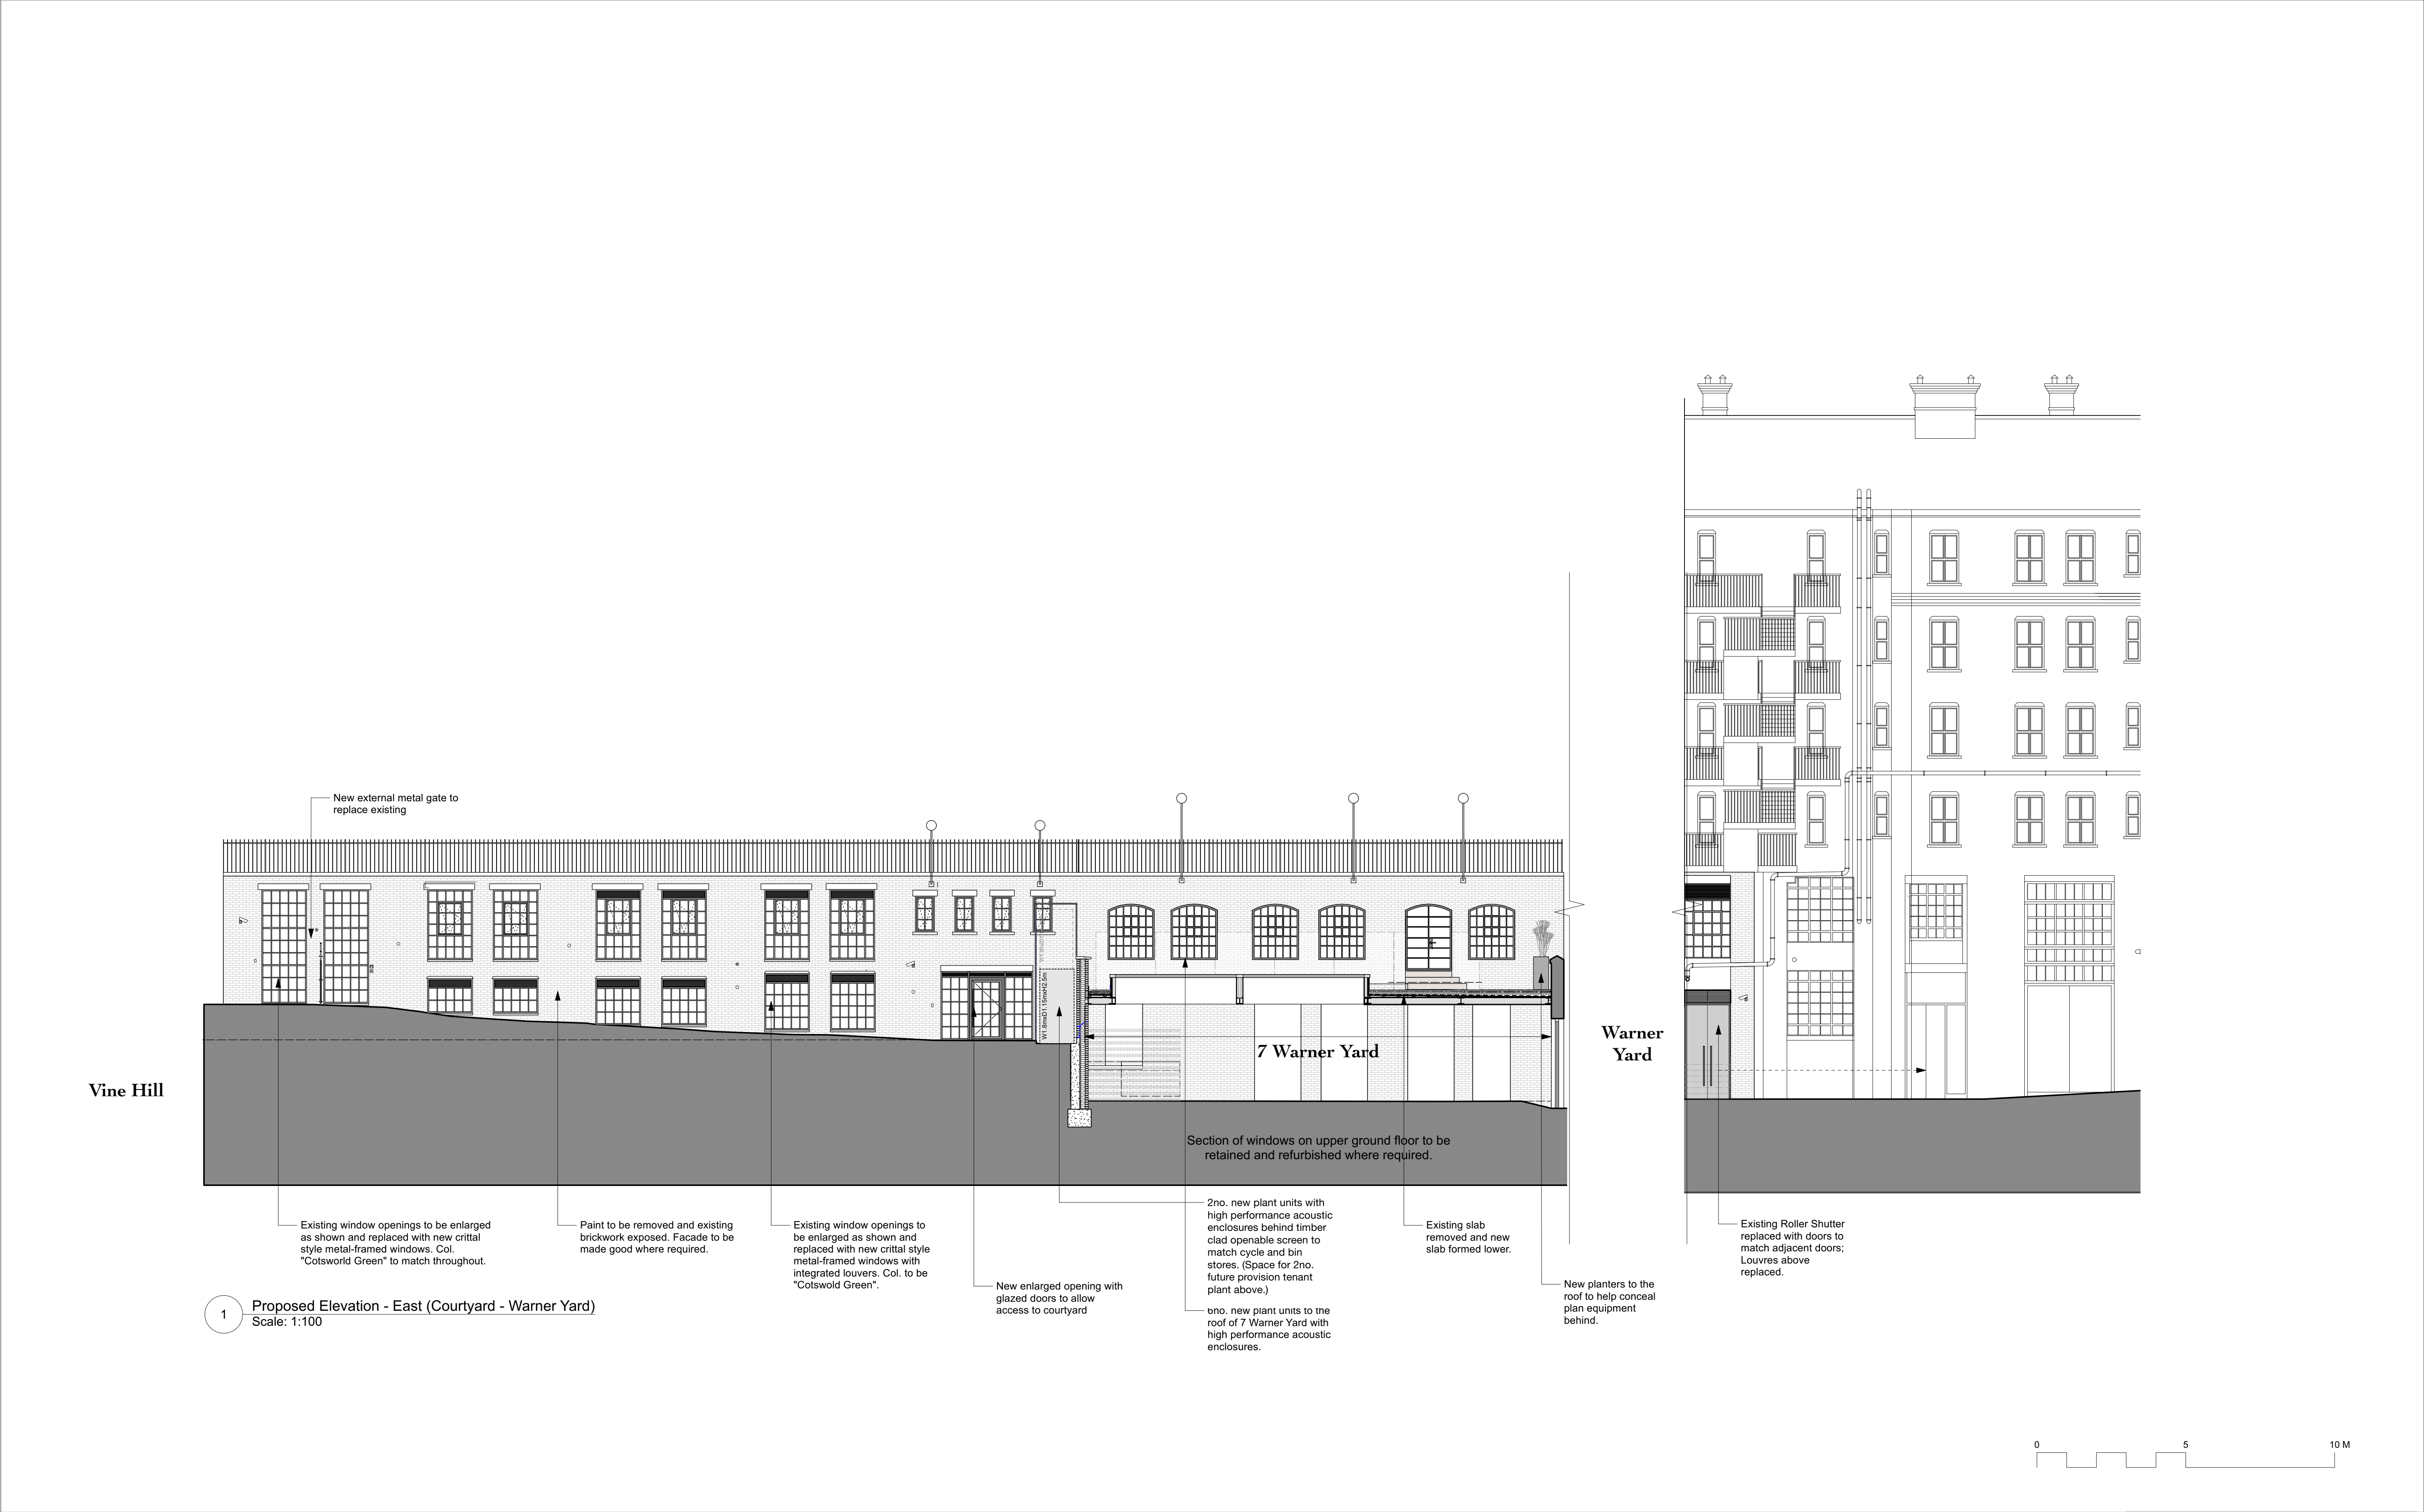 New external metal gate to
replace existing
W1.8mxD1.15mxH2.5m
7 Warner Yard
Warner
Yard
Vine Hill
Section of windows on upper ground floor to be
retained and refurbished where required.
Existing window openings to be enlarged
as shown and replaced with new crittal
style metal-framed windows. Col.
"Cotsworld Green" to match throughout.
Paint to be removed and existing
brickwork exposed. Facade to be
made good where required.
Existing window openings to
be enlarged as shown and
replaced with new crittal style
metal-framed windows with
integrated louvers. Col. to be
"Cotswold Green".
New enlarged opening with
glazed doors to allow
access to courtyard
2no. new plant units with
high performance acoustic
enclosures behind timber
clad openable screen to
match cycle and bin
stores. (Space for 2no.
future provision tenant
plant above.)
6no. new plant units to the
roof of 7 Warner Yard with
high performance acoustic
enclosures.
Existing slab
removed and new
slab formed lower.
New planters to the
roof to help conceal
plan equipment
behind.
Existing Roller Shutter
replaced with doors to
match adjacent doors;
Louvres above
replaced.
1
Proposed Elevation - East (Courtyard - Warner Yard)
Scale: 1:100
0 5 10 M